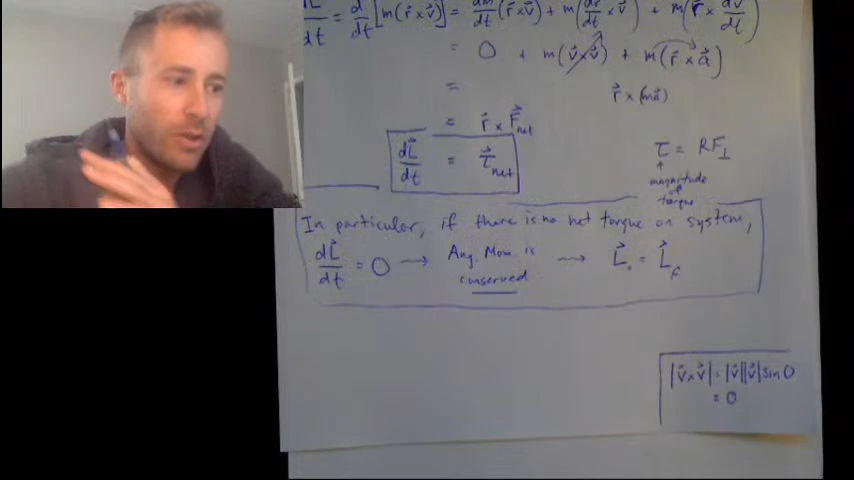 dL⃗/dt = d/dt [m(r⃗ × v⃗)] = dm/dt (r⃗ × v⃗) + m(dr⃗/dt × v⃗) + m(r⃗ × dv⃗/dt)
= 0 + m(v⃗ × v⃗) + m(r⃗ × a⃗)
=
r⃗ × (ma⃗)
= r⃗ × F⃗net
dL⃗/dt = τ⃗net
τ = RF⊥
↑
magnitude
of
torque
In particular, if there is no net torque on system,
dL⃗/dt = 0 → Ang. Mom. is conserved → L⃗₀ = L⃗f
|v⃗×v⃗| = |v⃗||v⃗| sin 0
= 0